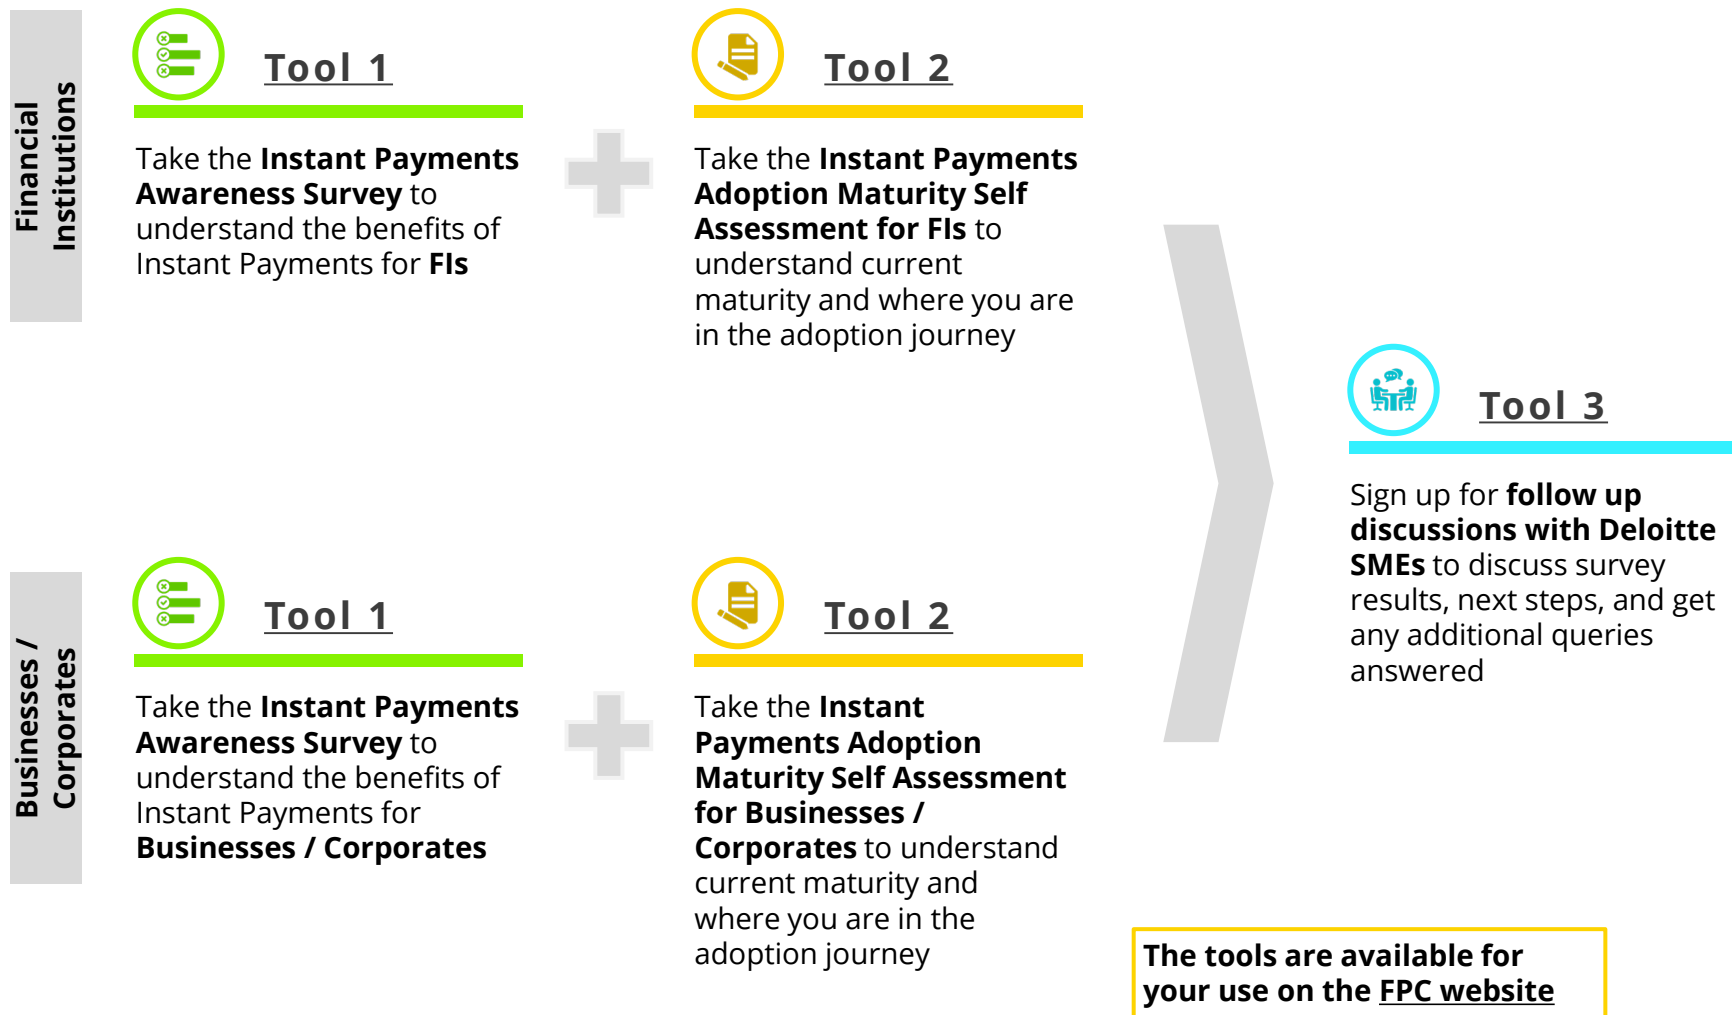 Financial
Institutions
Tool 1
Take the Instant Payments
Awareness Survey to
understand the benefits of
Instant Payments for FIs
Tool 2
Take the Instant Payments
Adoption Maturity Self
Assessment for FIs to
understand current
maturity and where you are
in the adoption journey
Businesses /
Corporates
Tool 1
Take the Instant Payments
Awareness Survey to
understand the benefits of
Instant Payments for
Businesses / Corporates
Tool 2
Take the Instant
Payments Adoption
Maturity Self Assessment
for Businesses /
Corporates to understand
current maturity and
where you are in the
adoption journey
Tool 3
Sign up for follow up
discussions with Deloitte
SMEs to discuss survey
results, next steps, and get
any additional queries
answered
The tools are available for
your use on the FPC website